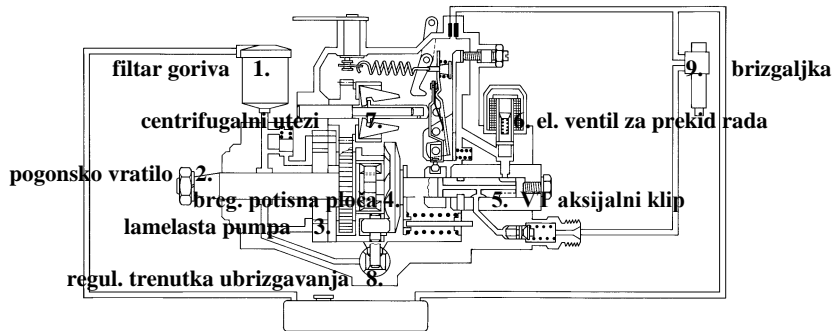 filtar goriva 1.
9. brizgaljka
centrifugalni utezi 7.
6. el. ventil za prekid rada
pogonsko vratilo 2.
breg. potisna ploča 4.
5. VT aksijalni klip
lamelasta pumpa 3.
regul. trenutka ubrizgavanja 8.